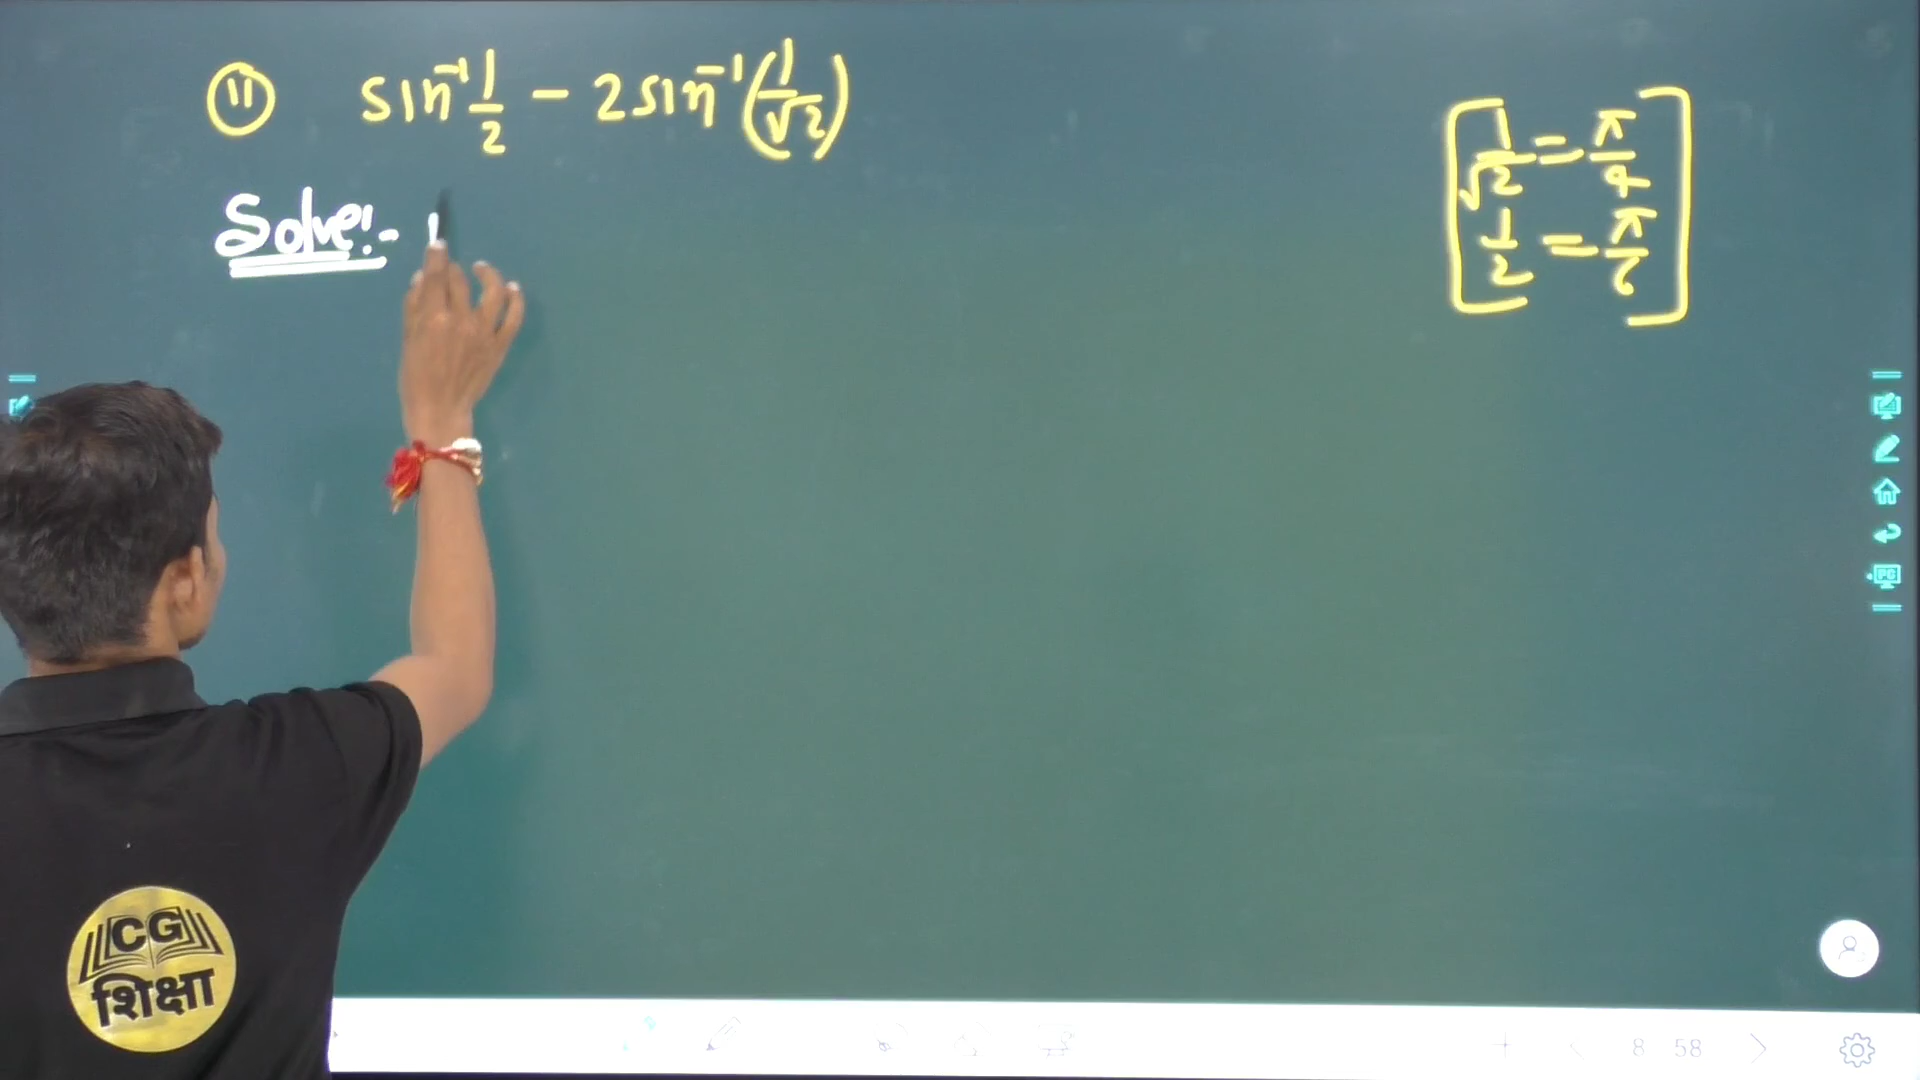 11 sin⁻¹ 1/2 - 2 sin⁻¹ (1/√2)
Solve:-
[1/√2 = π/4
1/2 = π/6]
CG
शिक्षा
8 58
PC